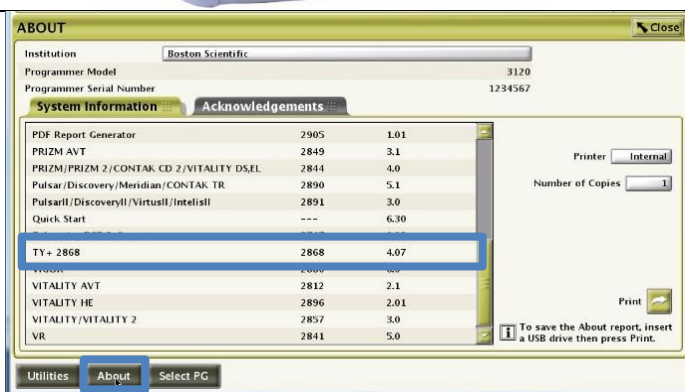 ABOUT
Close
Institution Boston Scientific
Programmer Model 3120
Programmer Serial Number 1234567
System Information Acknowledgements
PDF Report Generator 2905 1.01
PRIZM AVT 2849 3.1
PRIZM/PRIZM 2/CONTAK CD 2/VITALITY DS,EL 2844 4.0
Pulsar/Discovery/Meridian/CONTAK TR 2890 5.1
PulsarII/DiscoveryII/VirtusII/IntelisII 2891 3.0
Quick Start --- 6.30
TY+ 2868 2868 4.07
VITALITY AVT 2812 2.1
VITALITY HE 2896 2.01
VITALITY/VITALITY 2 2857 3.0
VR 2841 5.0
Printer Internal
Number of Copies 1
Print
i To save the About report, insert
a USB drive then press Print.
Utilities About Select PG